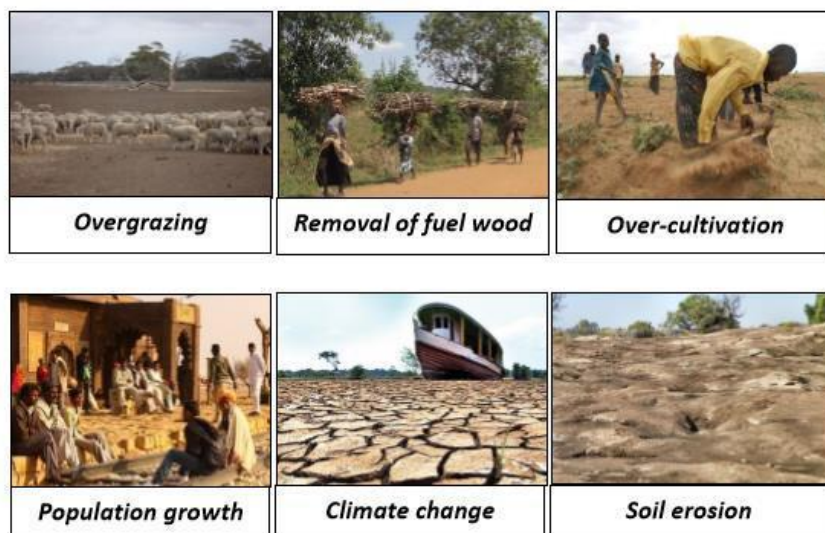 Overgrazing
Removal of fuel wood
Over-cultivation
Population growth
Climate change
Soil erosion